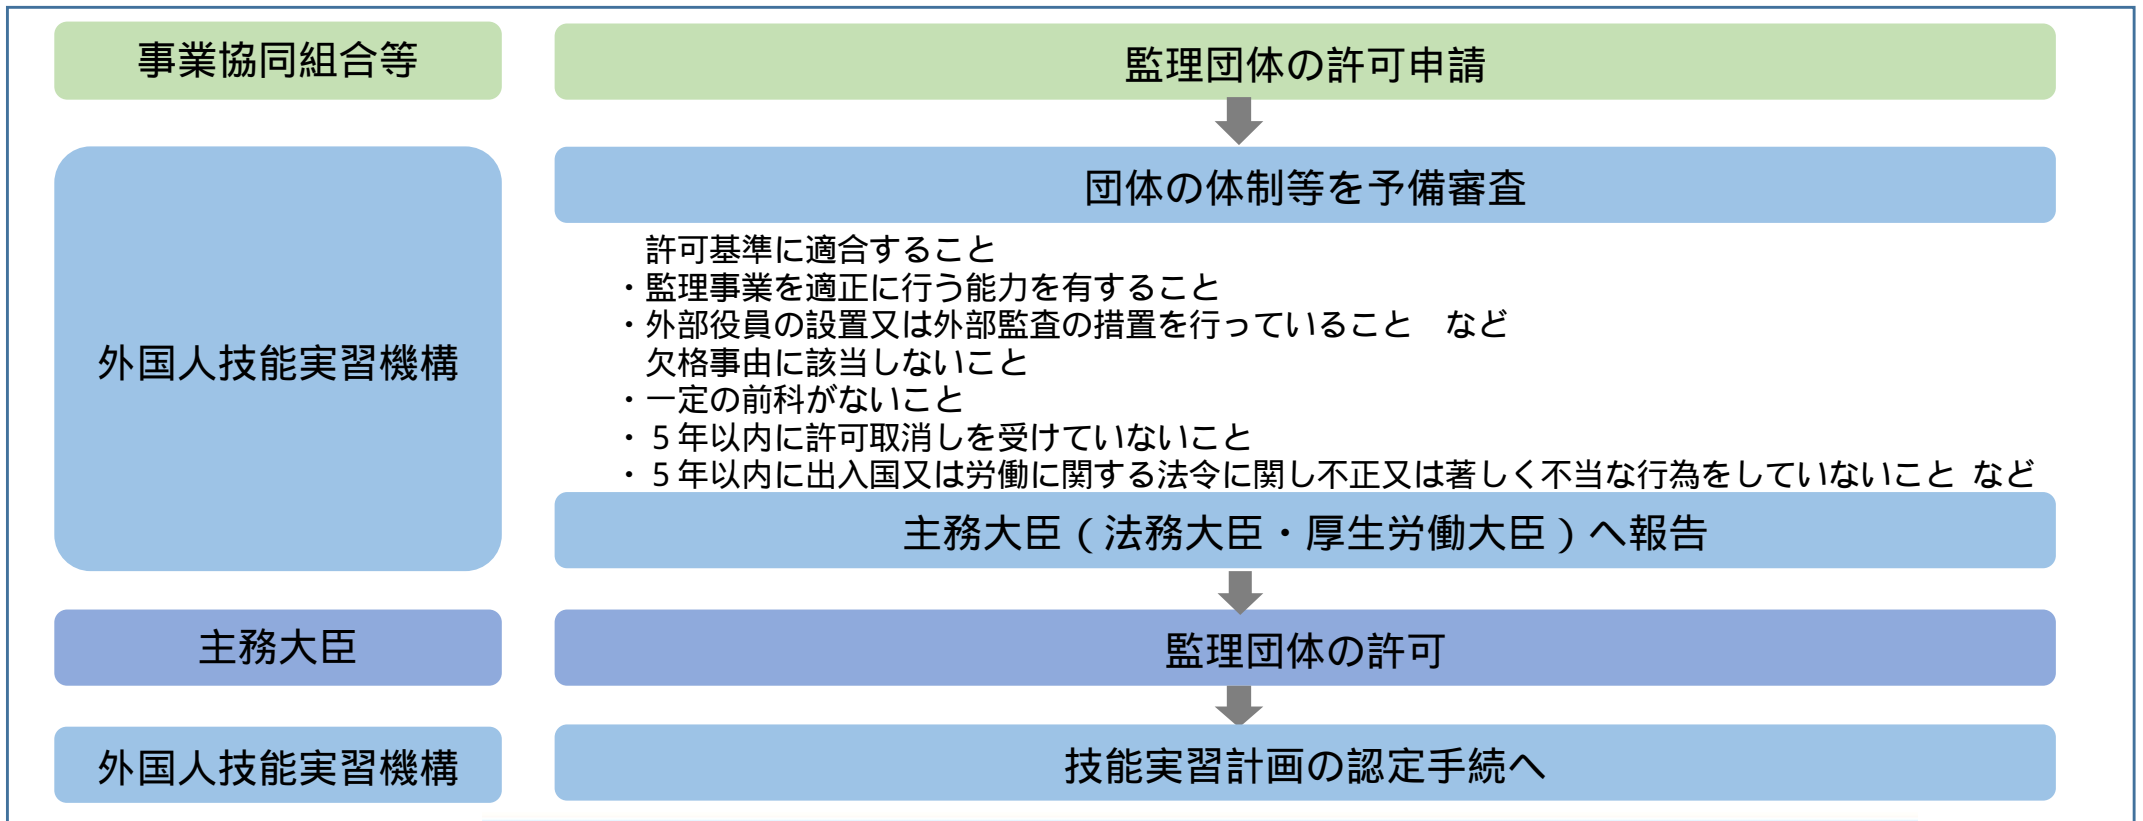 事業協同組合等
監理団体の許可申請
外国人技能実習機構
団体の体制等を予備審査
許可基準に適合すること
・監理事業を適正に行う能力を有すること
・外部役員の設置又は外部監査の措置を行っていること　など
欠格事由に該当しないこと
・一定の前科がないこと
・５年以内に許可取消しを受けていないこと
・５年以内に出入国又は労働に関する法令に関し不正又は著しく不当な行為をしていないこと など
主務大臣（法務大臣・厚生労働大臣）へ報告
主務大臣
監理団体の許可
外国人技能実習機構
技能実習計画の認定手続へ